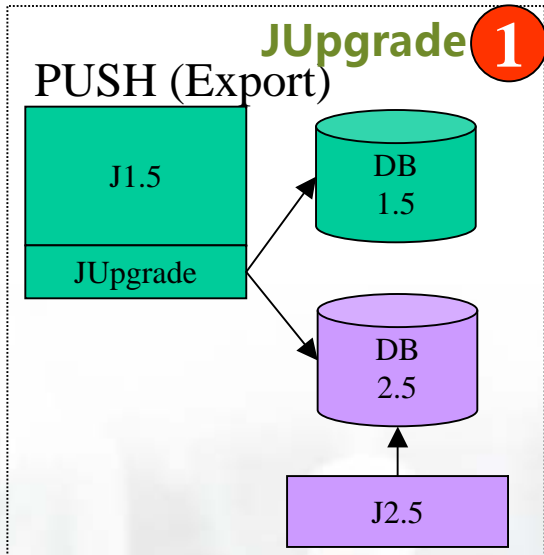 JUpgrade 1
PUSH (Export)
J1.5
JUpgrade
DB
1.5
DB
2.5
J2.5